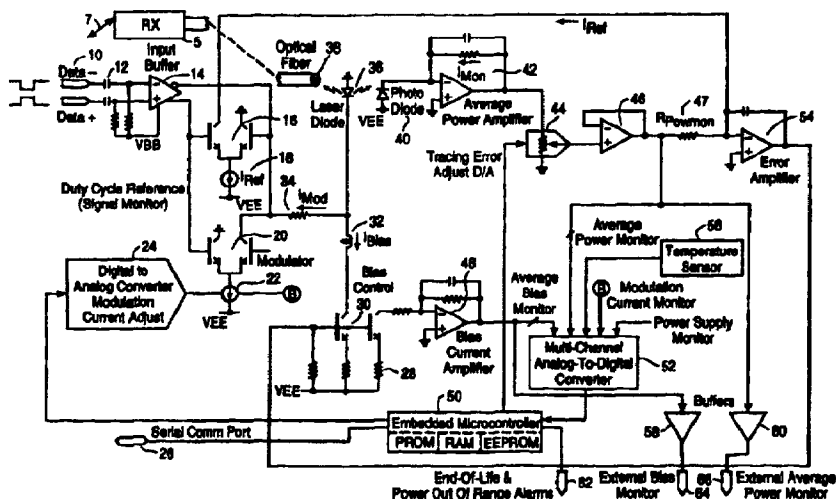 7
RX
5
10
Data-
12
Input
Buffer
14
Data +
VBB
16
18
IRef
VEE
Duty Cycle Reference
(Signal Monitor)
Optical
Fiber
38
36
Laser
Diode
Photo
Diode
VEE
40
IRef
iMon
42
Average
Power Amplifier
44
Tracing Error
Adjust D/A
46
47
RPowmon
54
Error
Amplifier
34
iMod
32
IBias
20
Modulator
22
B
VEE
24
Digital to
Analog Converter
Modulation
Current Adjust
Bias
Control
30
28
VEE
48
Bias
Current
Amplifier
Average
Bias
Monitor
Average
Power Monitor
56
Temperature
Sensor
B
Modulation
Current Monitor
Power Supply
Monitor
Multi-Channel
Analog-To-Digital
Converter
52
50
Embedded Microcontroller
PROM
RAM
EEPROM
Serial Comm Port
26
Buffers
58
60
62
64
66
End-Of-Life &
Power Out Of Range Alarms
External Bias
Monitor
External Average
Power Monitor